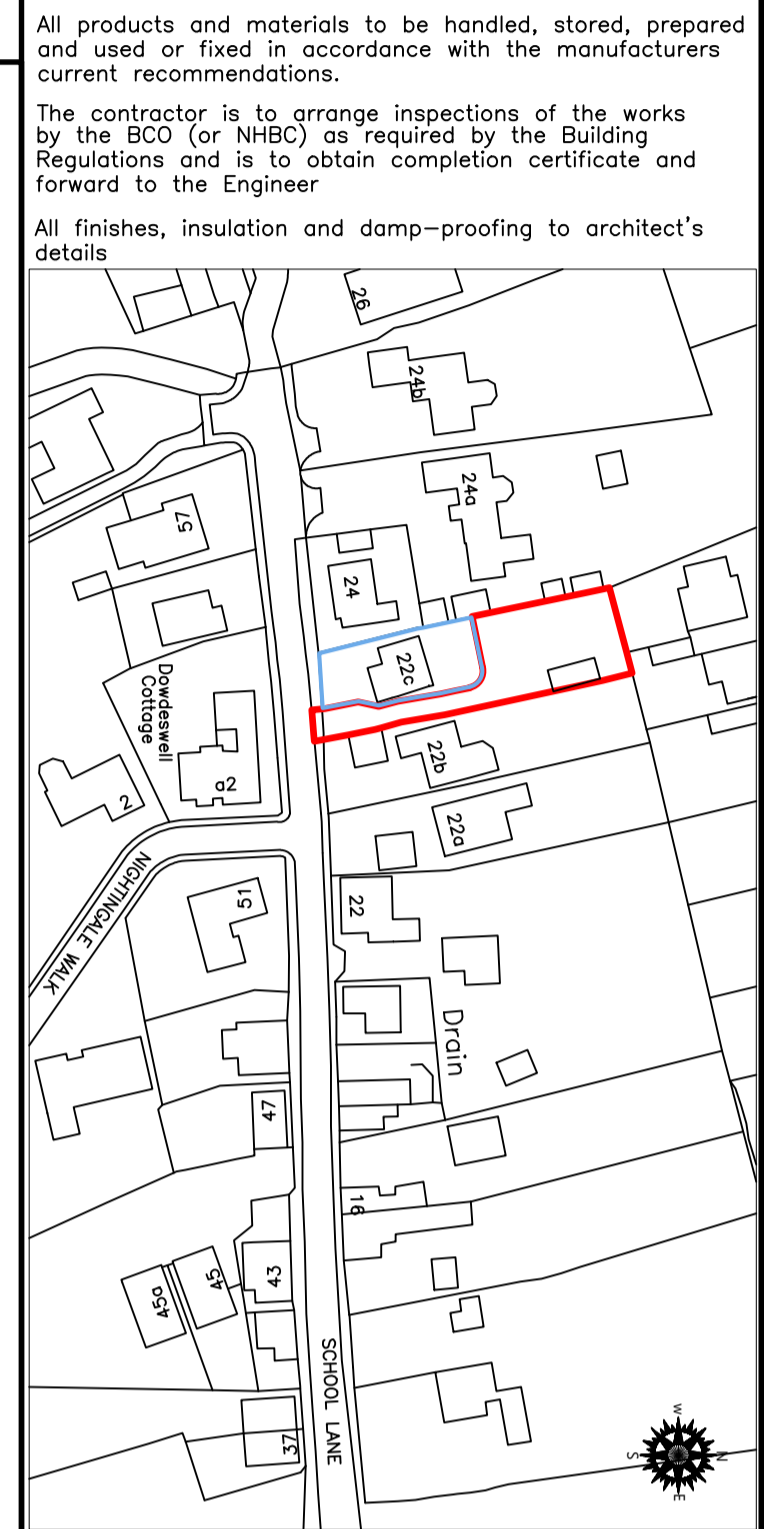 All products and materials to be handled, stored, prepared
and used or fixed in accordance with the manufacturers
current recommendations.
The contractor is to arrange inspections of the works
by the BCO (or NHBC) as required by the Building
Regulations and is to obtain completion certificate and
forward to the Engineer
All finishes, insulation and damp-proofing to architect's
details
26
24b
24a
57
24
22c
Dowdeswell
Cottage
22b
a2
2
22a
NIGHTINGALE WALK
51
22
Drain
47
16
45
43
45a
SCHOOL LANE
37
W
N
S
E